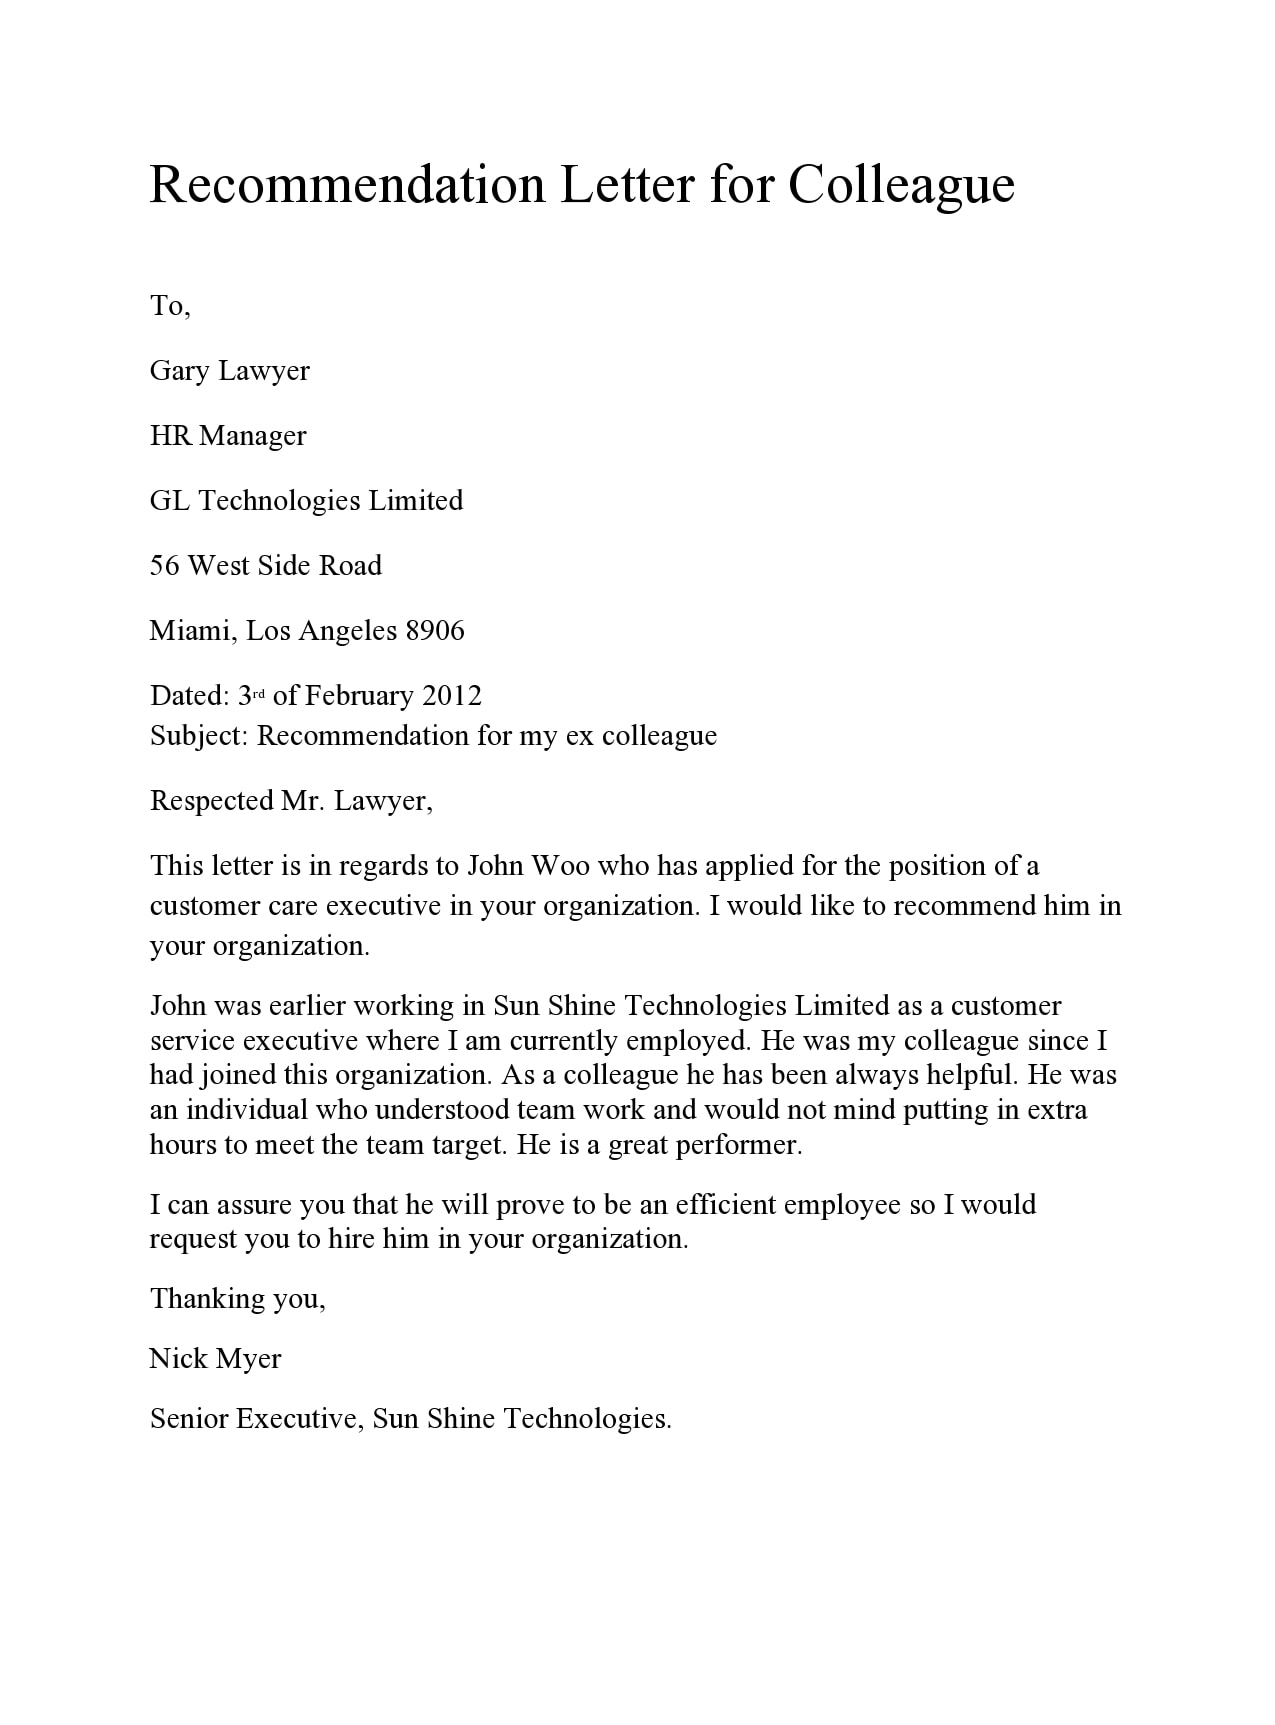 Recommendation Letter for Colleague
To,
Gary Lawyer
HR Manager
GL Technologies Limited
56 West Side Road
Miami, Los Angeles 8906
Dated: 3rd of February 2012
Subject: Recommendation for my ex colleague
Respected Mr. Lawyer,
This letter is in regards to John Woo who has applied for the position of a
customer care executive in your organization. I would like to recommend him in
your organization.
John was earlier working in Sun Shine Technologies Limited as a customer
service executive where I am currently employed. He was my colleague since I
had joined this organization. As a colleague he has been always helpful. He was
an individual who understood team work and would not mind putting in extra
hours to meet the team target. He is a great performer.
I can assure you that he will prove to be an efficient employee so I would
request you to hire him in your organization.
Thanking you,
Nick Myer
Senior Executive, Sun Shine Technologies.